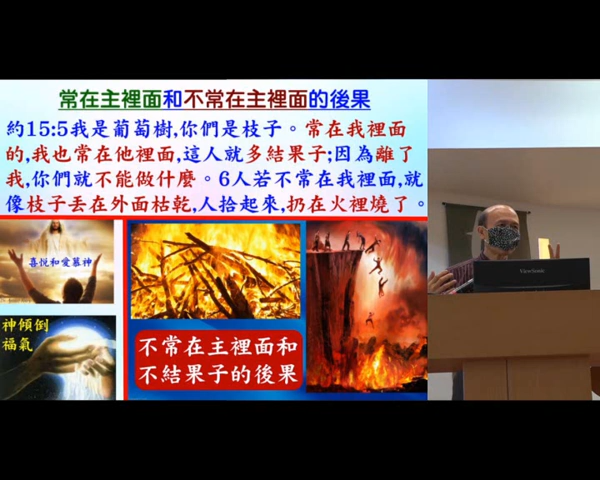 常在主裡面和不常在主裡面的後果
約15:5我是葡萄樹,你們是枝子。常在我裡面
的,我也常在他裡面,這人就多結果子;因為離了
我,你們就不能做什麼。6人若不常在我裡面,就
像枝子丟在外面枯乾,人拾起來,扔在火裡燒了。
喜悅和愛慕神
神傾倒
福氣
不常在主裡面和
不結果子的後果
ViewSonic